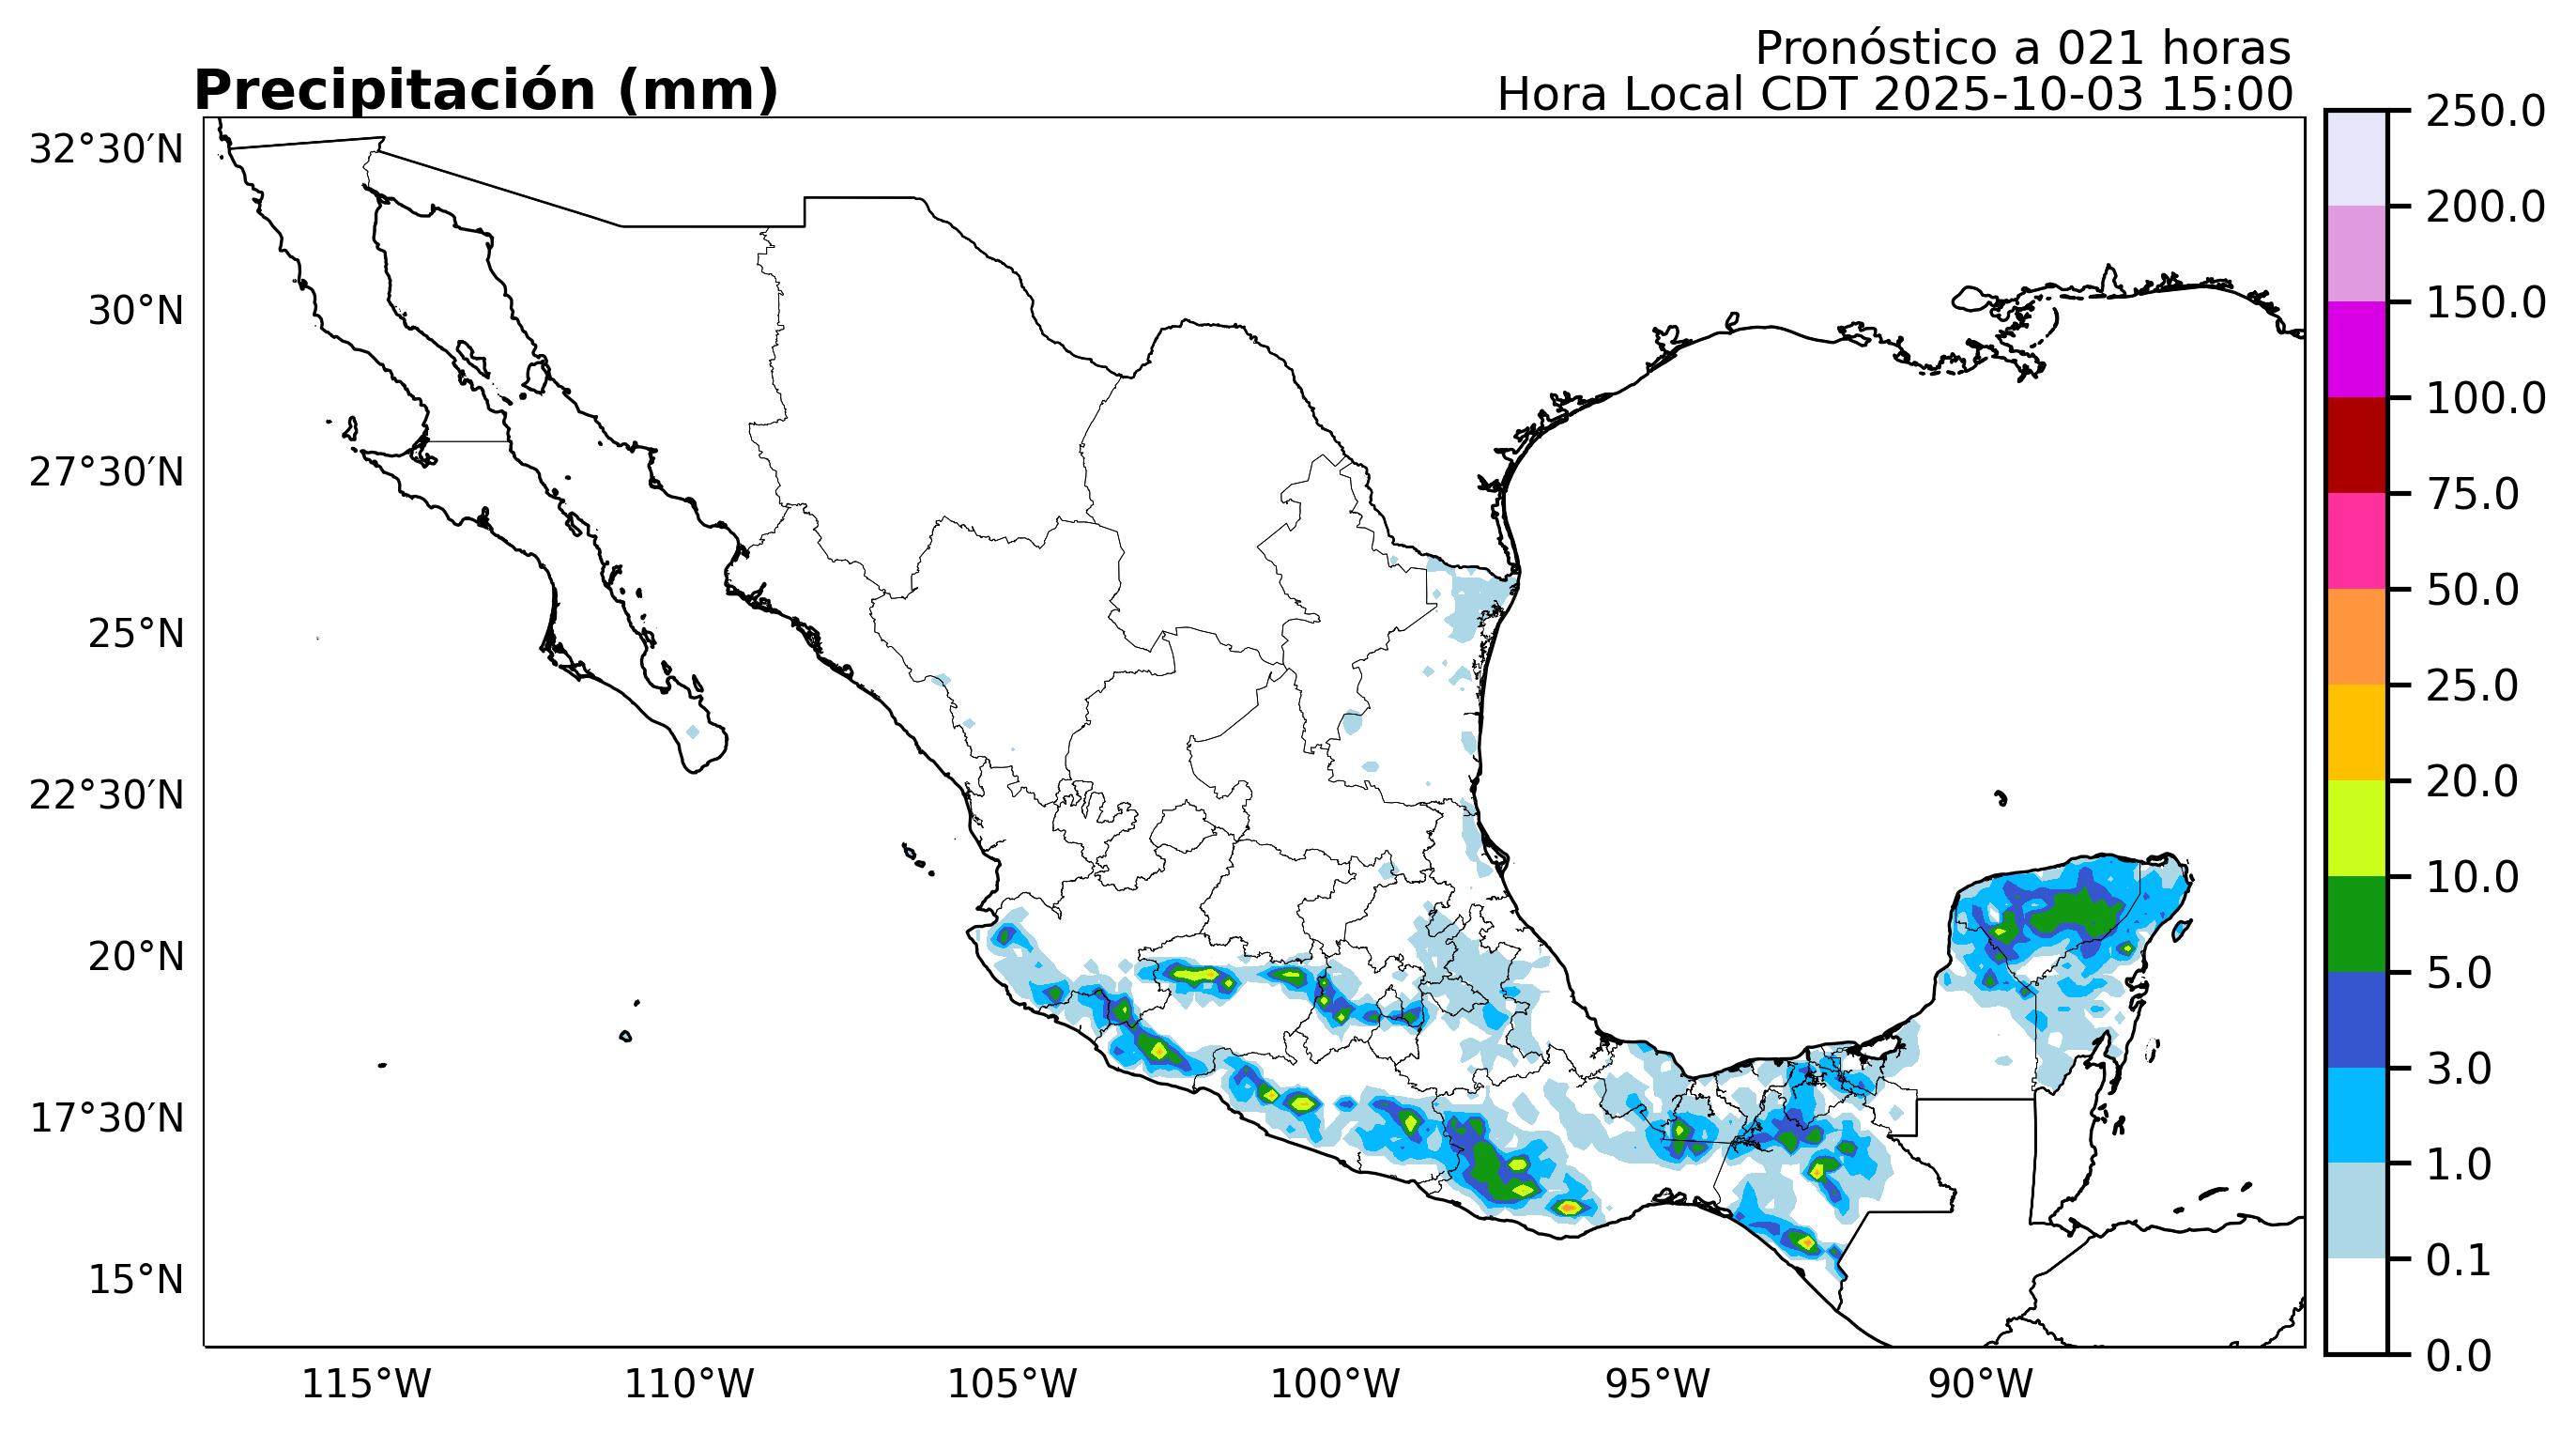 Pronóstico a 021 horas
Precipitación (mm)
Hora Local CDT 2025-10-03 15:00
32°30′N
30°N
27°30′N
25°N
22°30′N
20°N
17°30′N
15°N
115°W
110°W
105°W
100°W
95°W
90°W
250.0
200.0
150.0
100.0
75.0
50.0
25.0
20.0
10.0
5.0
3.0
1.0
0.1
0.0